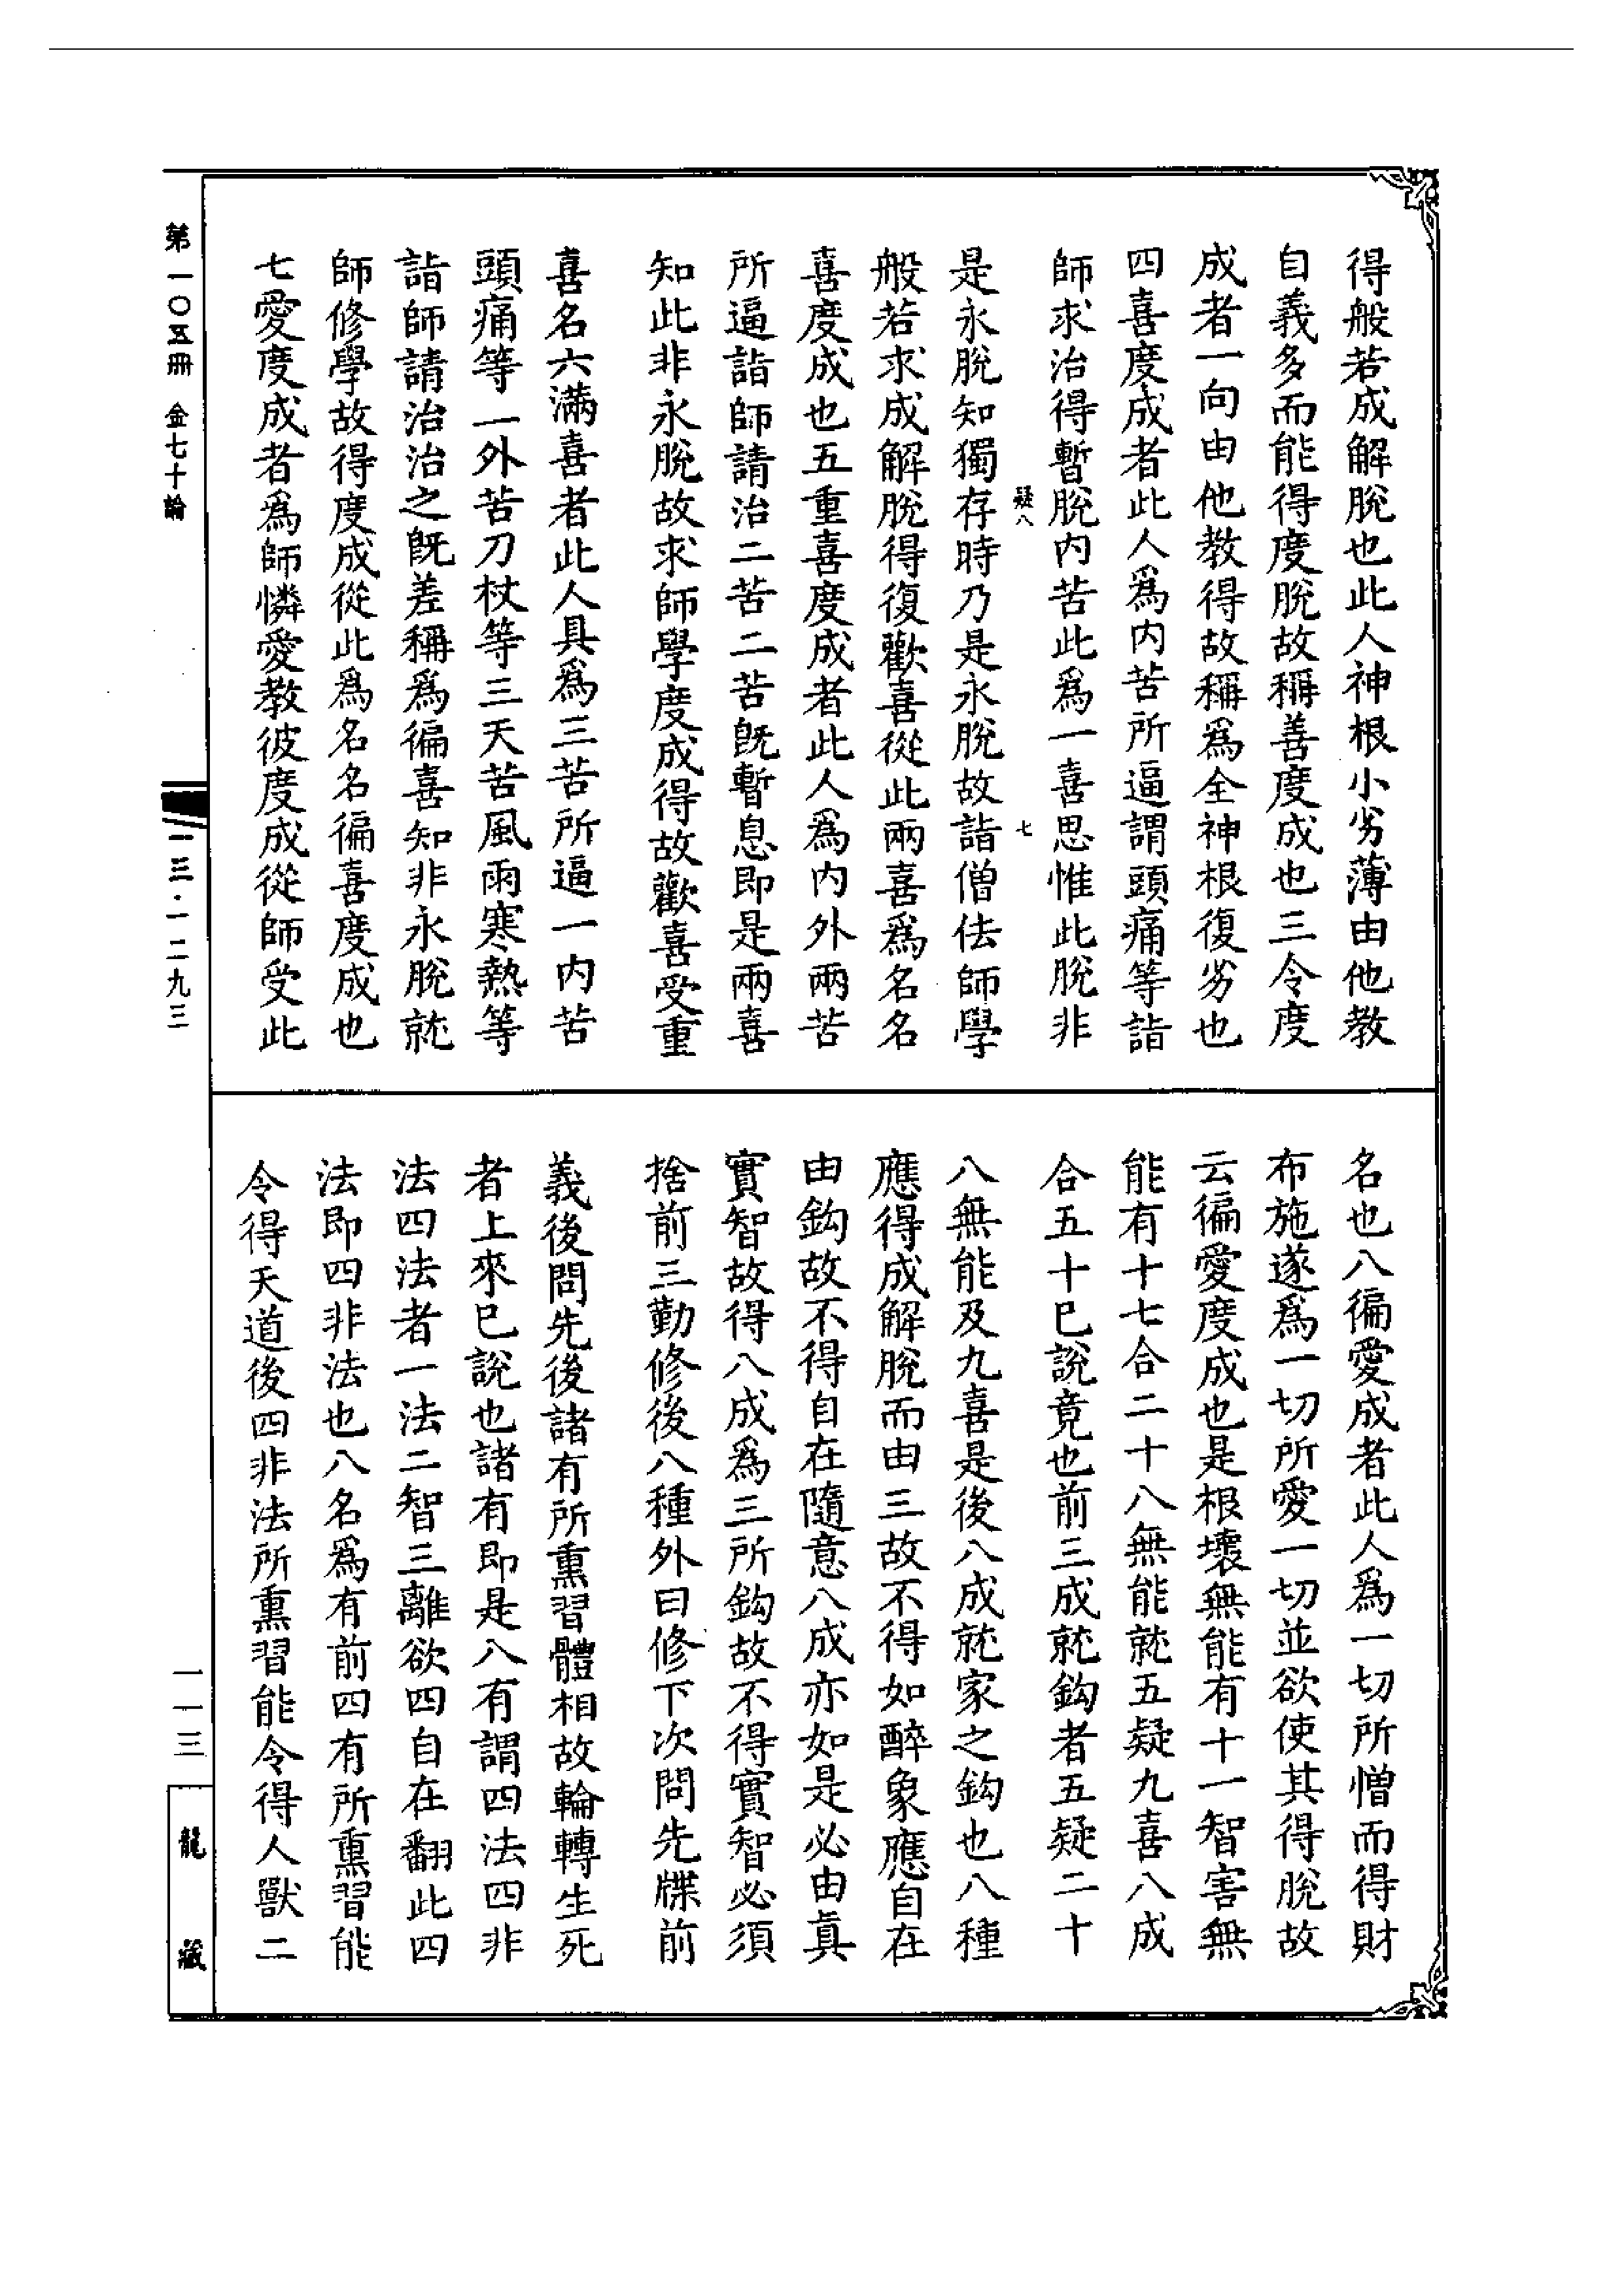 得般若成解脫也此人神根小劣薄由他教
自義多而能得度脫故稱善度成也三令度
成者一向由他教得故稱爲全神根復劣也
四喜度成者此人爲內苦所逼謂頭痛等詣
師求治得暫脫內苦此爲一喜思惟此脫非
疑八 七
是永脫知獨存時乃是永脫故詣僧佉師學
般若求成解脫得復歡喜從此兩喜爲名名
喜度成也五重喜度成者此人爲內外兩苦
所逼詣師請治二苦二苦旣暫息即是兩喜
知此非永脫故求師學度成得故歡喜受重
喜名六滿喜者此人具爲三苦所逼一內苦
頭痛等一外苦刀杖等三天苦風雨寒熱等
詣師請治治之旣差稱爲徧喜知非永脫就
師修學故得度成從此爲名名徧喜度成也
七愛度成者爲師憐愛教彼度成從師受此
名也八徧愛成者此人爲一切所憎而得財
布施遂爲一切所愛一切並欲使其得脫故
云徧愛度成也是根壞無能有十一智害無
能有十七合二十八無能就五疑九喜八成
合五十巳說竟也前三成就鈎者五疑二十
八無能及九喜是後八成就家之鈎也八種
應得成解脫而由三故不得如醉象應自在
由鈎故不得自在隨意八成亦如是必由眞
實智故得八成爲三所鈎故不得實智必須
捨前三勤修後八種外曰修下次問先牒前
義後問先後諸有所熏習體相故輪轉生死
者上來巳說也諸有即是八有謂四法四非
法四法者一法二智三離欲四自在翻此四
法即四非法也八名爲有前四有所熏習能
令得天道後四非法所熏習能令得人獸二
第一〇五冊 金七十論
一三·一二九三
一一三
龍藏